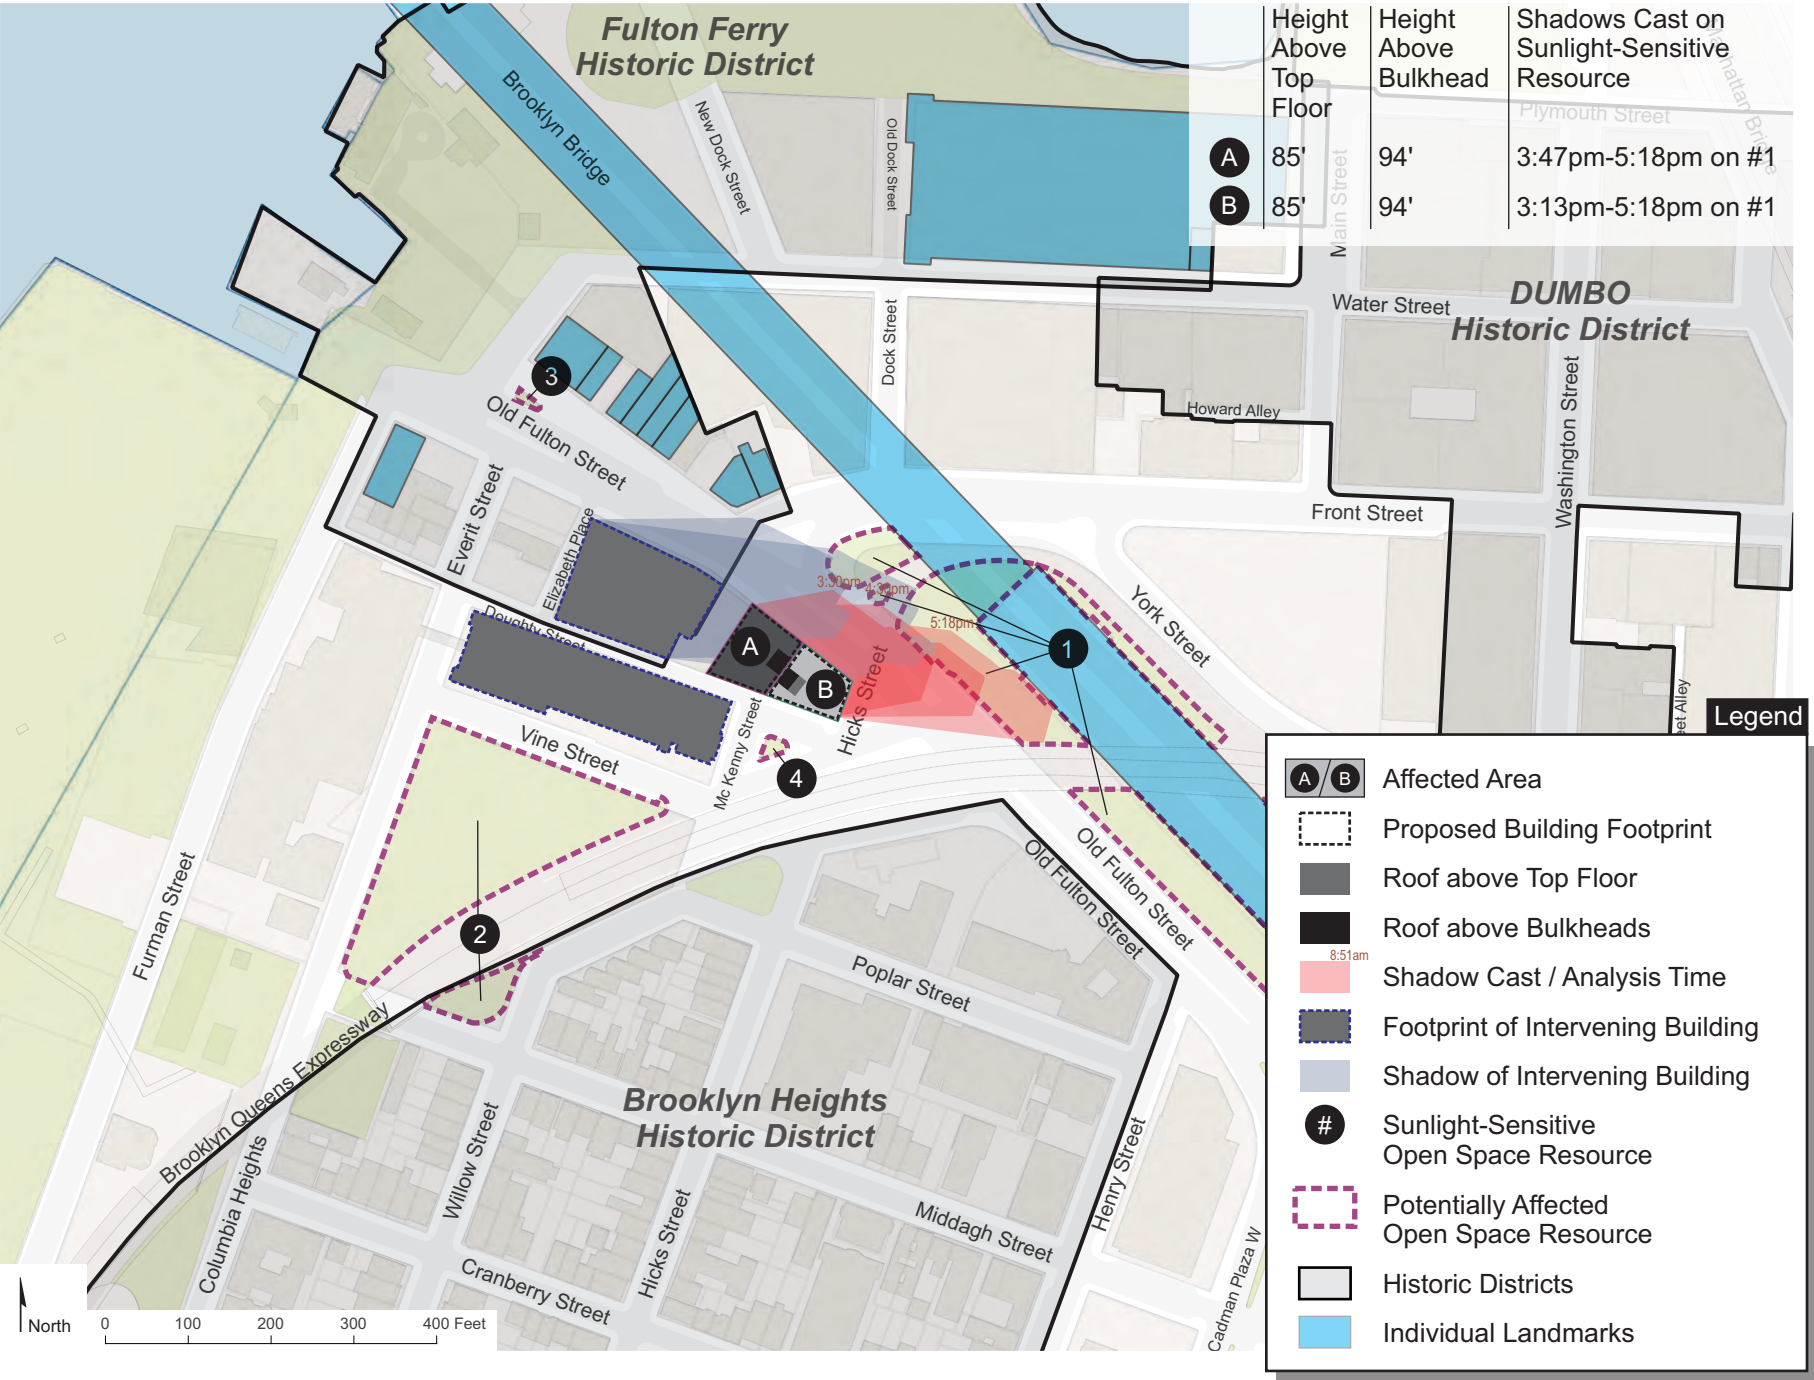 Fulton Ferry
Historic District
Height
Above
Top
Floor
Height
Above
Bulkhead
Shadows Cast on
Sunlight-Sensitive
Resource
A
85'
94'
3:47pm-5:18pm on #1
B
85'
94'
3:13pm-5:18pm on #1
Manhattan Bridge
Plymouth Street
Main Street
Brooklyn Bridge
New Dock Street
Old Dock Street
Water Street
DUMBO
Historic District
Dock Street
3
Old Fulton Street
Howard Alley
Washington Street
Front Street
Everit Street
Elizabeth Place
Doughty Street
3:30pm
4:30pm
5:18pm
York Street
A
B
1
Hicks Street
Mc Kenny Street
Vine Street
4
2
Furman Street
Old Fulton Street
Old Fulton Street
Poplar Street
Brooklyn Queens Expressway
Brooklyn Heights
Historic District
Columbia Heights
Willow Street
Hicks Street
Henry Street
Middagh Street
Cranberry Street
Cadman Plaza W
North
0 100 200 300 400 Feet
Legend
A / B Affected Area
Proposed Building Footprint
Roof above Top Floor
Roof above Bulkheads
8:51am
Shadow Cast / Analysis Time
Footprint of Intervening Building
Shadow of Intervening Building
# Sunlight-Sensitive
Open Space Resource
Potentially Affected
Open Space Resource
Historic Districts
Individual Landmarks